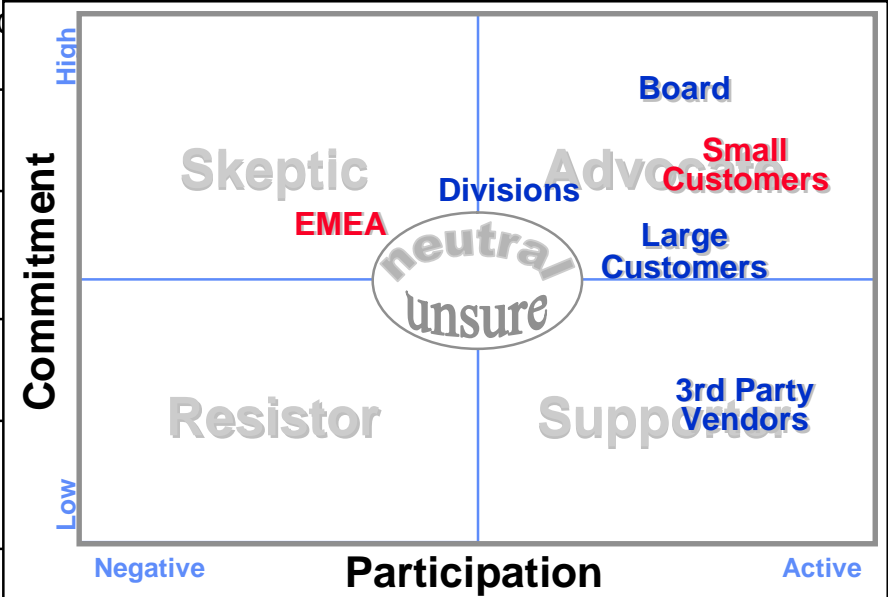 High
Board
Skeptic
Advocate
Small
Customers
Divisions
EMEA
Large
Customers
neutral
unsure
Commitment
3rd Party
Vendors
Resistor
Supporter
Low
Negative
Participation
Active